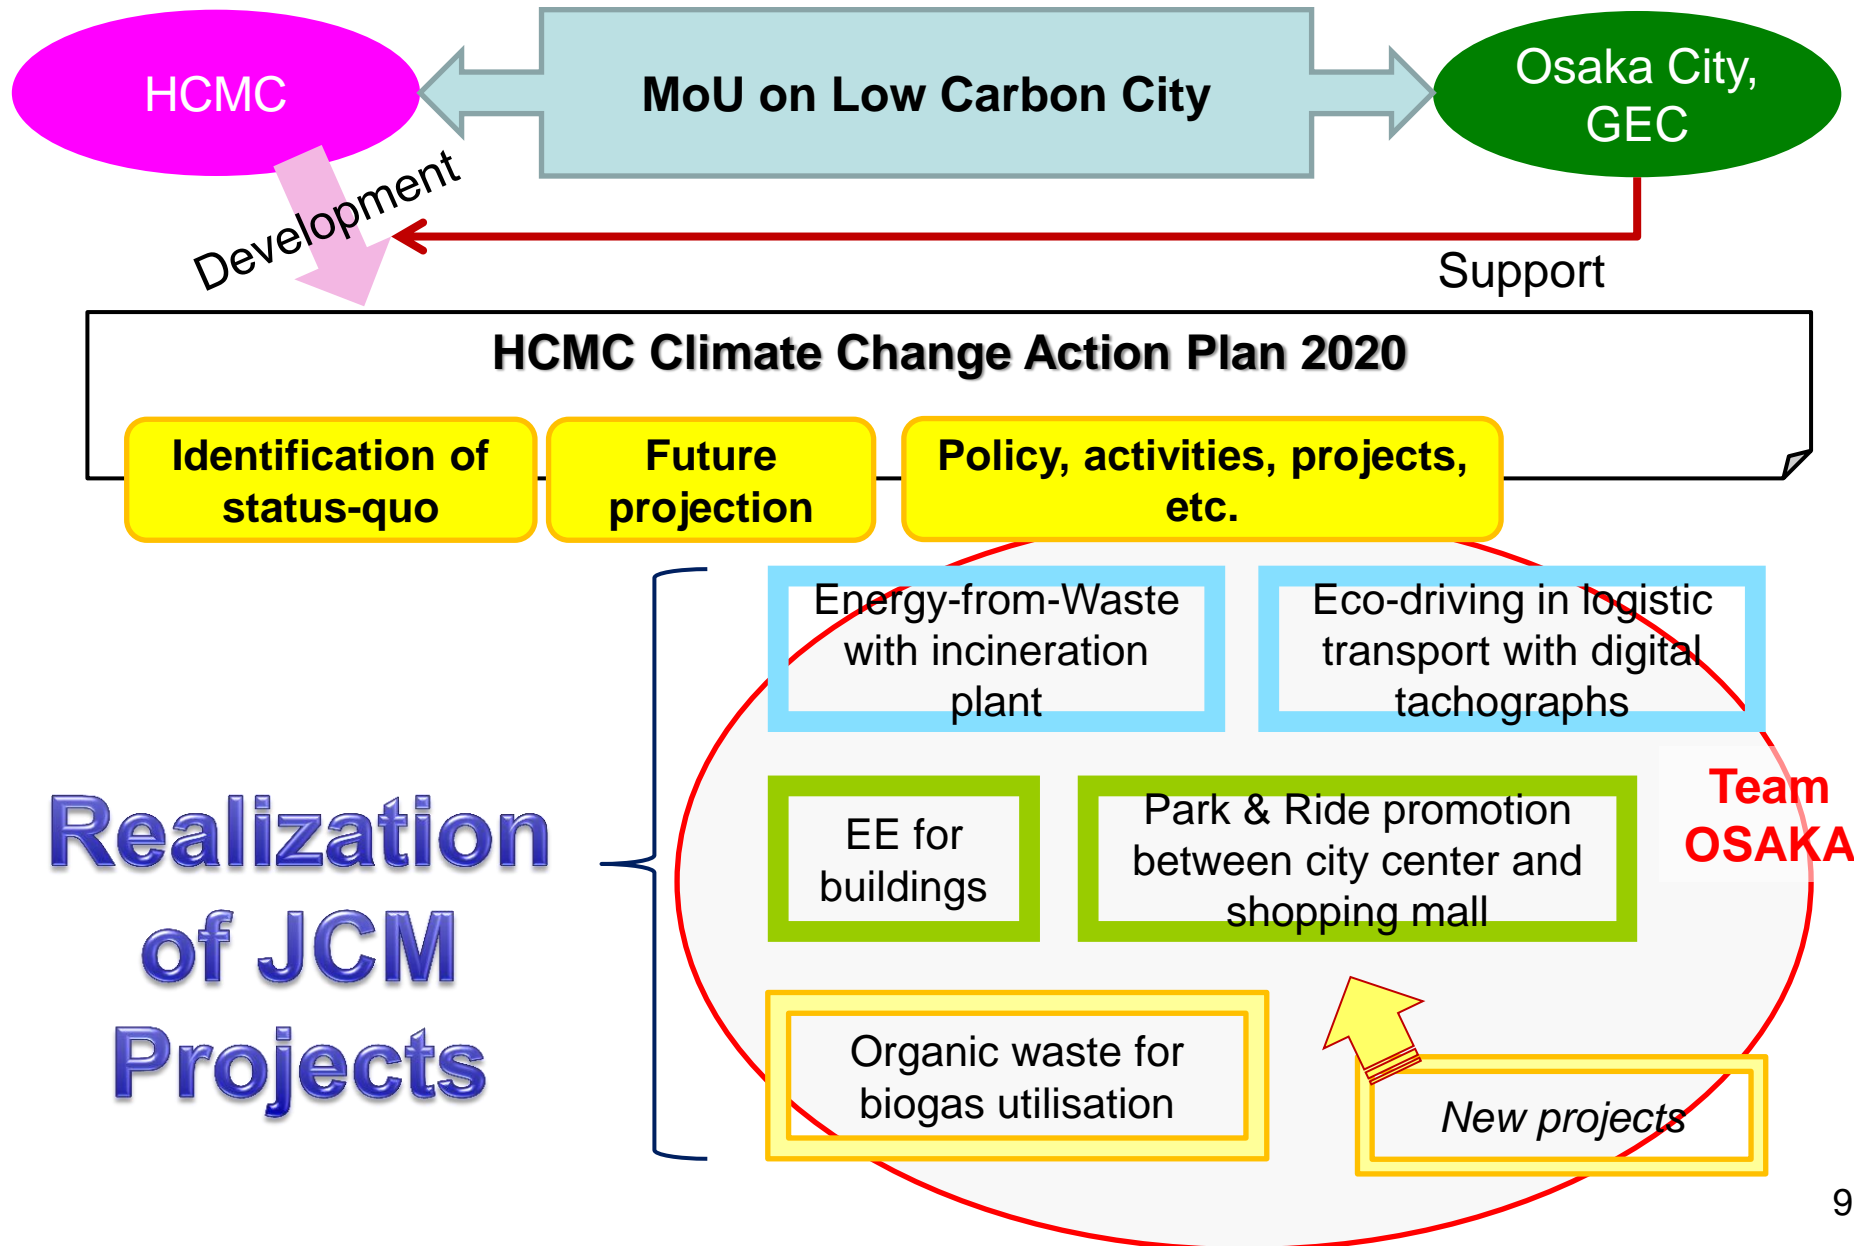 HCMC
MoU on Low Carbon City
Osaka City,
GEC
Development
Support
HCMC Climate Change Action Plan 2020
Identification of
status-quo
Future
projection
Policy, activities, projects,
etc.
Energy-from-Waste
with incineration
plant
Eco-driving in logistic
transport with digital
tachographs
Team
OSAKA
EE for
buildings
Park & Ride promotion
between city center and
shopping mall
Realization
of JCM
Projects
Organic waste for
biogas utilisation
New projects
9